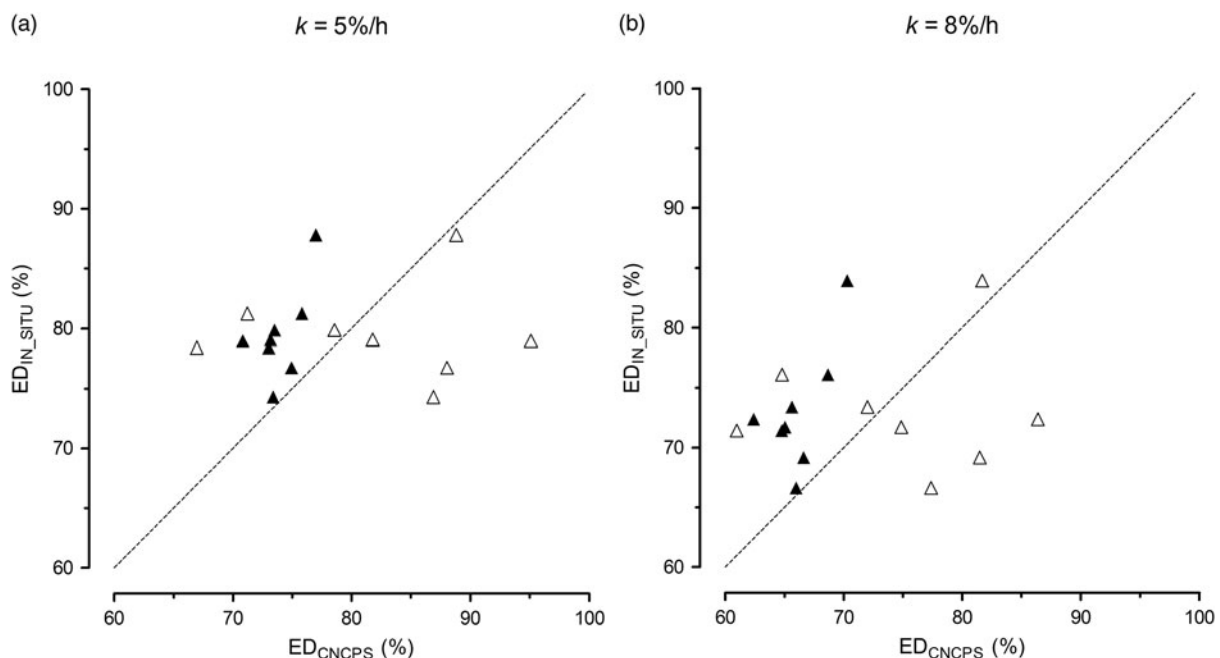 (a)
k = 5%/h
100
90
80
70
60
ED_IN_SITU (%)
60 70 80 90 100
ED_CNCPS (%)
(b)
k = 8%/h
100
90
80
70
60
ED_IN_SITU (%)
60 70 80 90 100
ED_CNCPS (%)